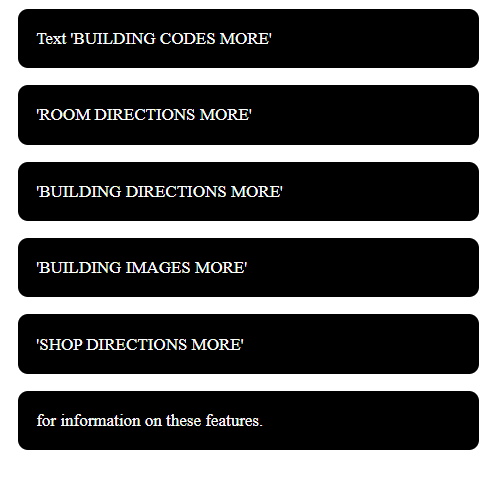 Text 'BUILDING CODES MORE'
'ROOM DIRECTIONS MORE'
'BUILDING DIRECTIONS MORE'
'BUILDING IMAGES MORE'
'SHOP DIRECTIONS MORE'
for information on these features.